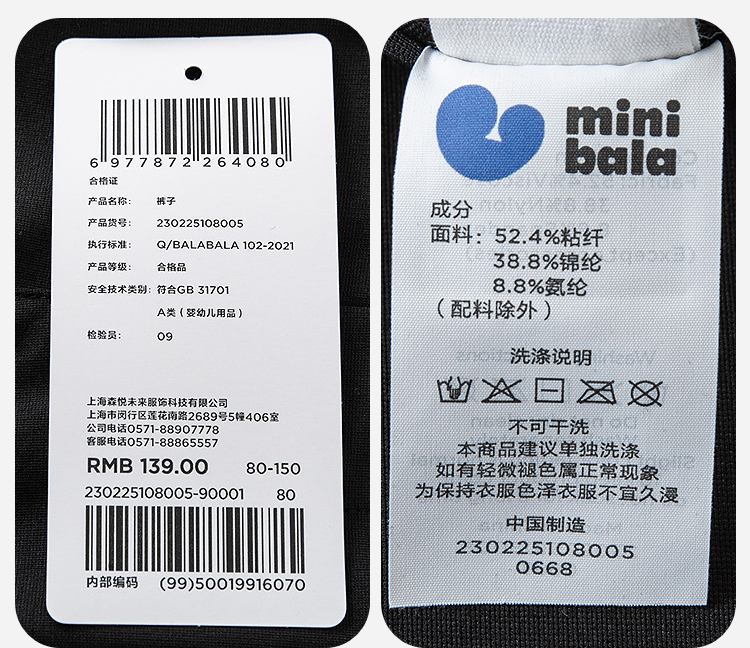 6 977872 264080
合格证
产品名称: 裤子
产品货号: 230225108005
执行标准: Q/BALABALA 102-2021
产品等级: 合格品
安全技术类别: 符合GB 31701
A类 (婴幼儿用品)
检验员: 09
上海森悦未来服饰科技有限公司
上海市闵行区莲花南路2689号5幢406室
公司电话0571-88907778
客服电话0571-88865557
RMB 139.00 80-150
230225108005-90001 80
内部编码 (99)50019916070
mini
bala
成分
面料: 52.4%粘纤
38.8%锦纶
8.8%氨纶
(配料除外)
洗涤说明
不可干洗
本商品建议单独洗涤
如有轻微褪色属正常现象
为保持衣服色泽衣服不宜久浸
中国制造
230225108005
0668